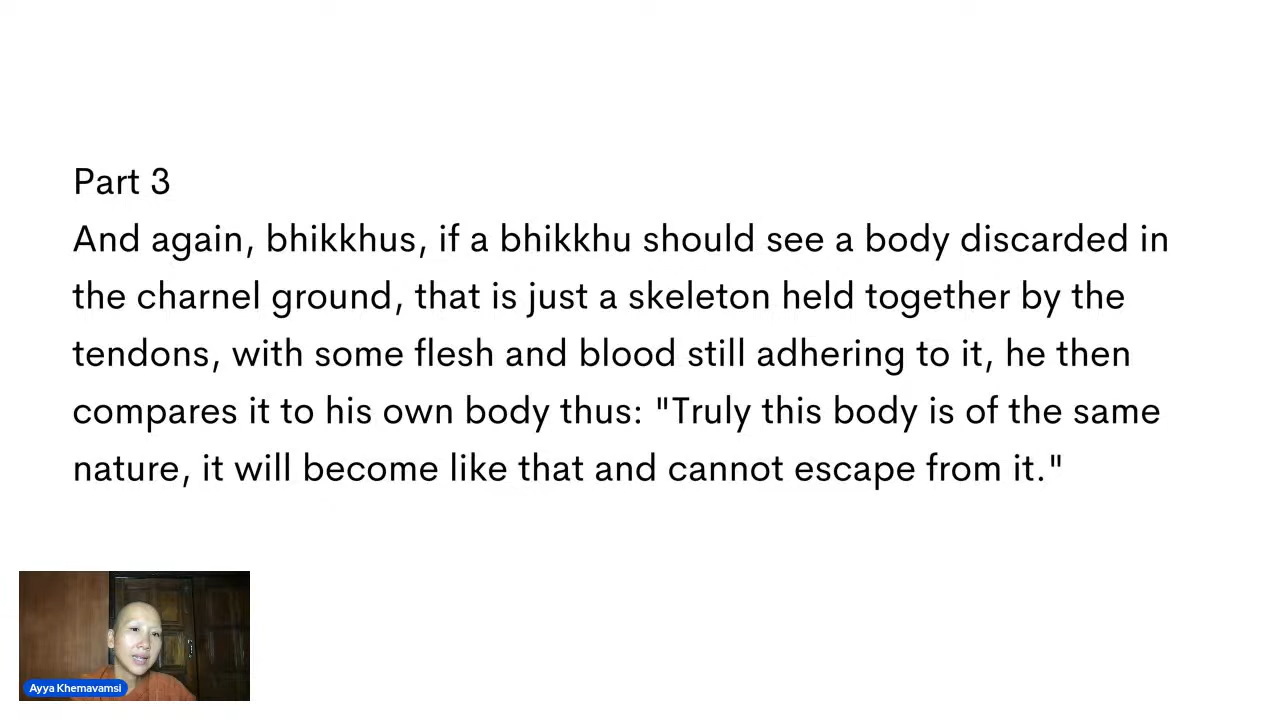 Part 3
And again, bhikkhus, if a bhikkhu should see a body discarded in
the charnel ground, that is just a skeleton held together by the
tendons, with some flesh and blood still adhering to it, he then
compares it to his own body thus: "Truly this body is of the same
nature, it will become like that and cannot escape from it."
Ayya Khemavamsi